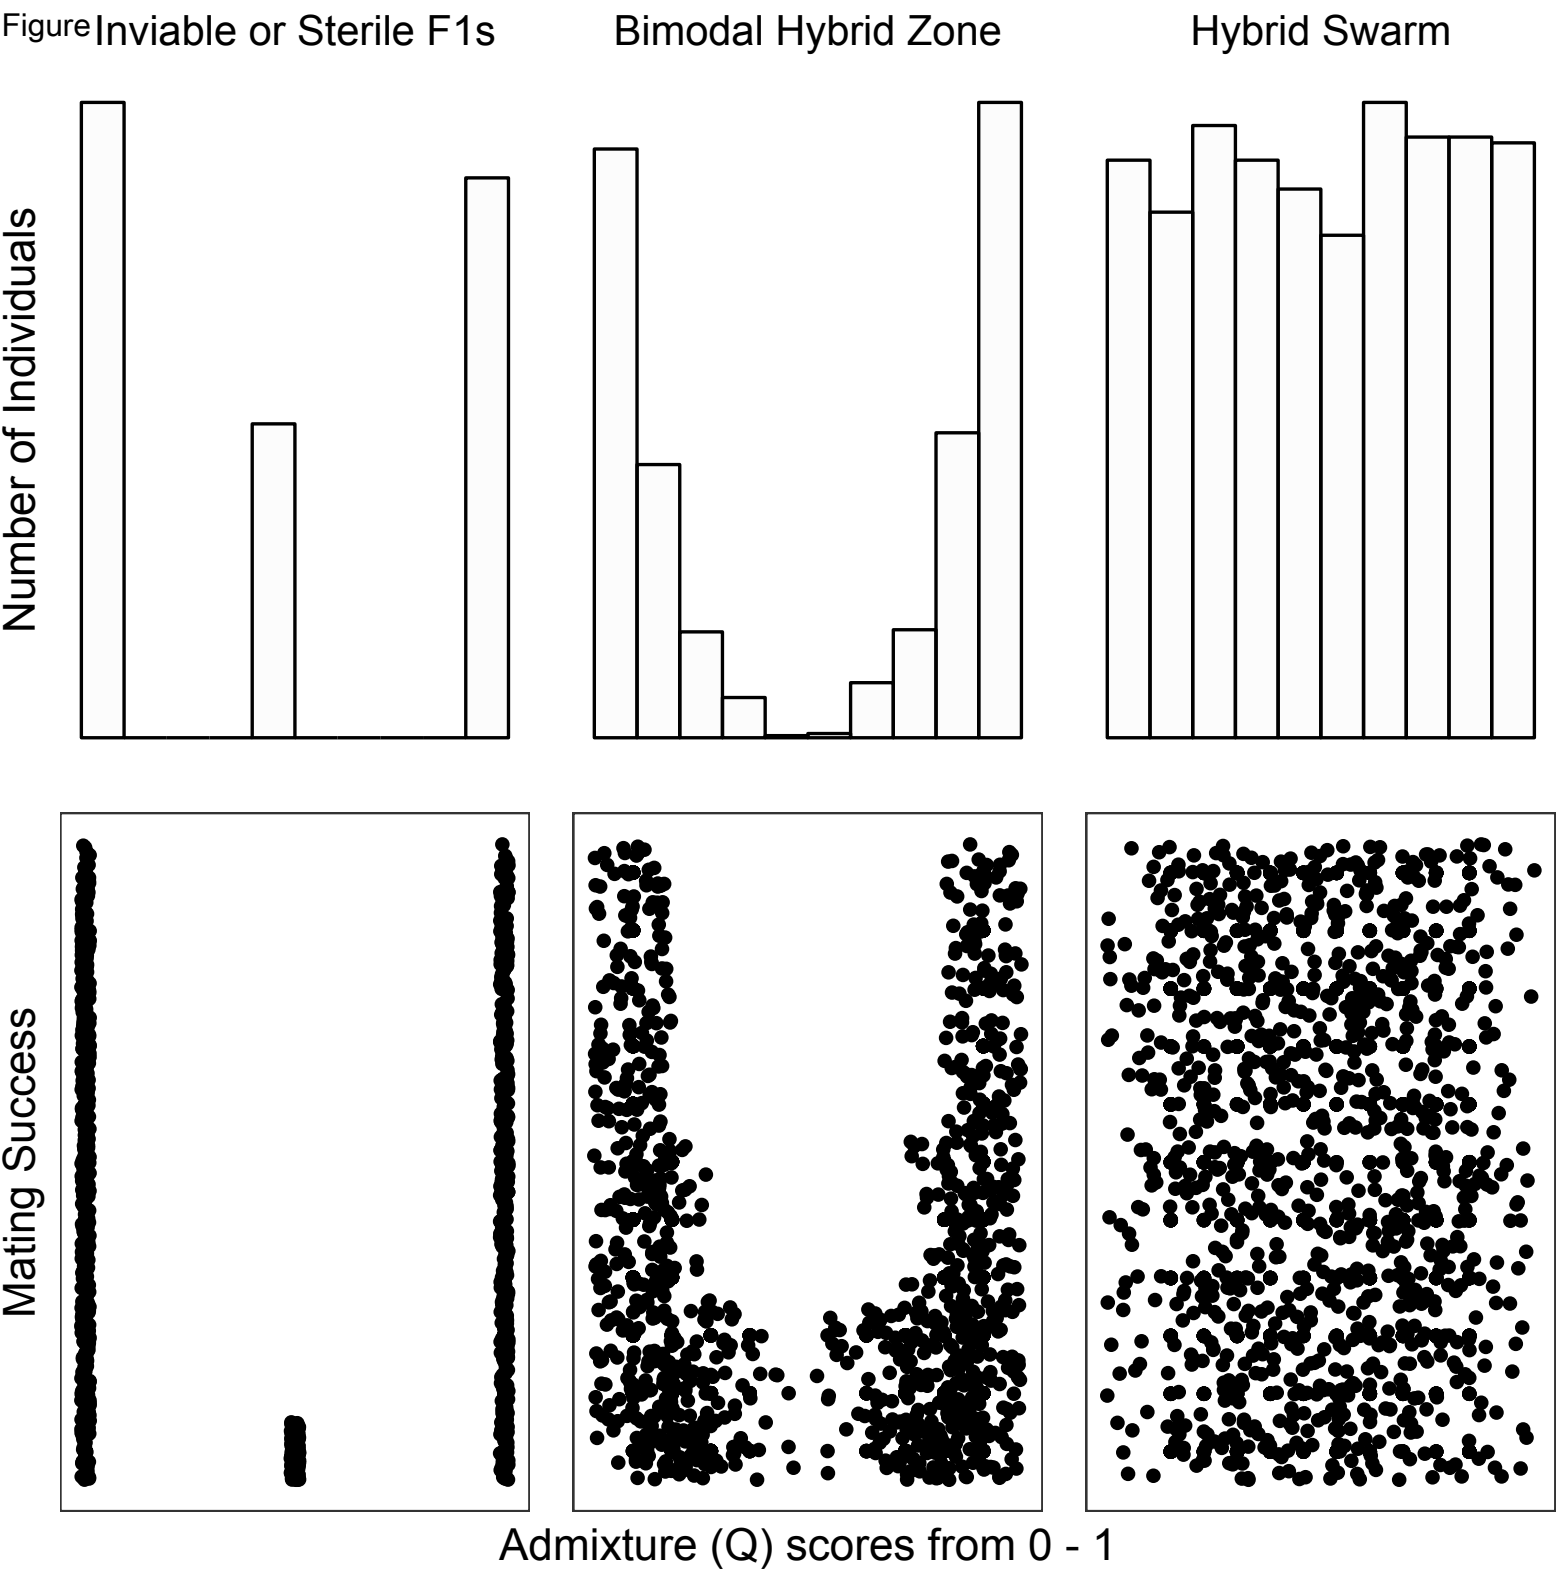 Figure
Inviable or Sterile F1s
Bimodal Hybrid Zone
Hybrid Swarm
Number of Individuals
Mating Success
Admixture (Q) scores from 0 - 1